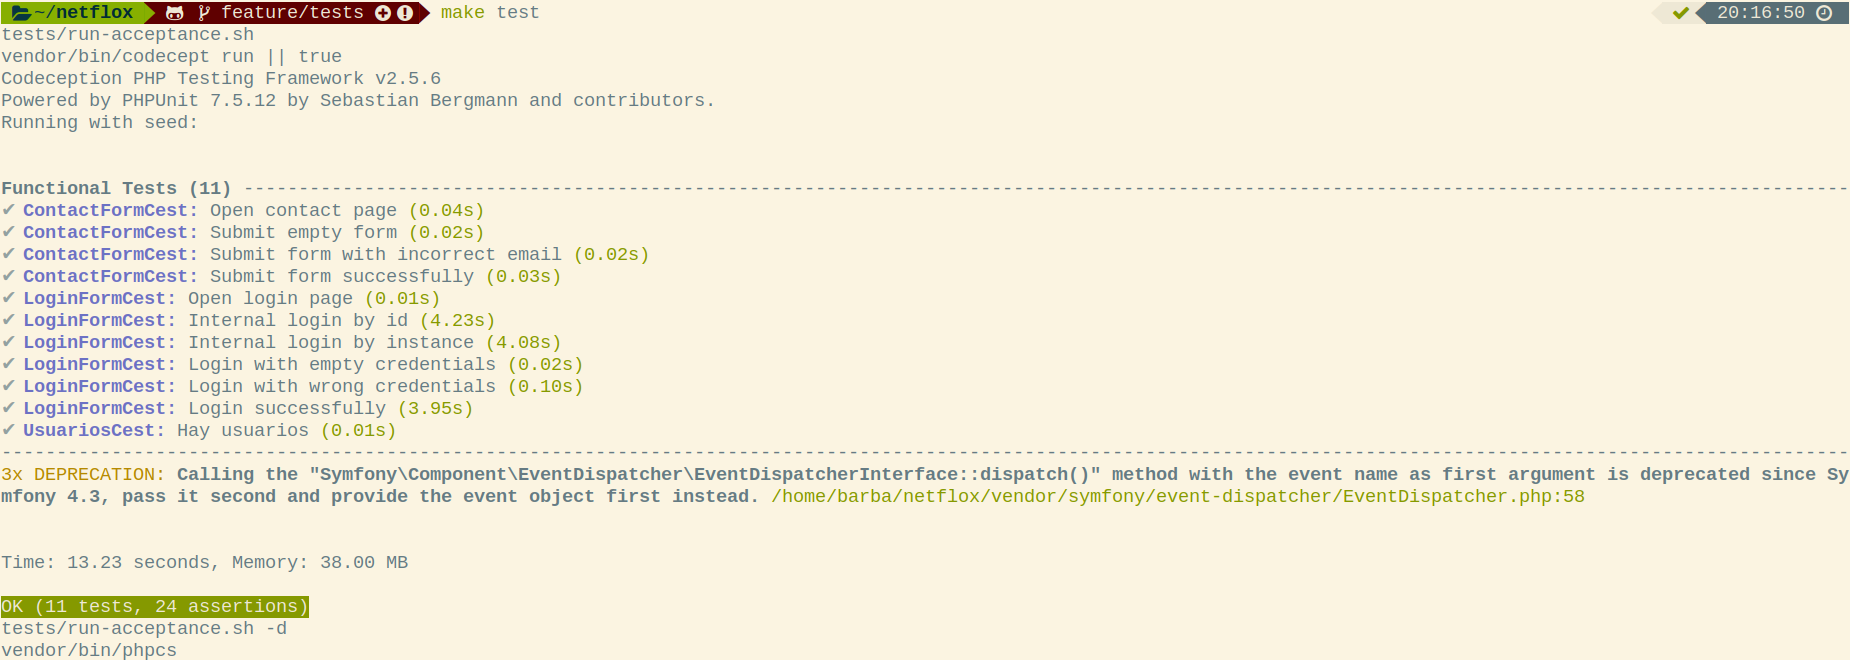 ~/netflox feature/tests make test 20:16:50
tests/run-acceptance.sh
vendor/bin/codecept run || true
Codeception PHP Testing Framework v2.5.6
Powered by PHPUnit 7.5.12 by Sebastian Bergmann and contributors.
Running with seed:
Functional Tests (11) ----------------------------------------------------------------------------------------------------------------------------------------------------
✔ ContactFormCest: Open contact page (0.04s)
✔ ContactFormCest: Submit empty form (0.02s)
✔ ContactFormCest: Submit form with incorrect email (0.02s)
✔ ContactFormCest: Submit form successfully (0.03s)
✔ LoginFormCest: Open login page (0.01s)
✔ LoginFormCest: Internal login by id (4.23s)
✔ LoginFormCest: Internal login by instance (4.08s)
✔ LoginFormCest: Login with empty credentials (0.02s)
✔ LoginFormCest: Login with wrong credentials (0.10s)
✔ LoginFormCest: Login successfully (3.95s)
✔ UsuariosCest: Hay usuarios (0.01s)
------------------------------------------------------------------------------------------------------------------------------------------------------------------------
3x DEPRECATION: Calling the "Symfony\Component\EventDispatcher\EventDispatcherInterface::dispatch()" method with the event name as first argument is deprecated since Sy
mfony 4.3, pass it second and provide the event object first instead. /home/barba/netflox/vendor/symfony/event-dispatcher/EventDispatcher.php:58
Time: 13.23 seconds, Memory: 38.00 MB
OK (11 tests, 24 assertions)
tests/run-acceptance.sh -d
vendor/bin/phpcs